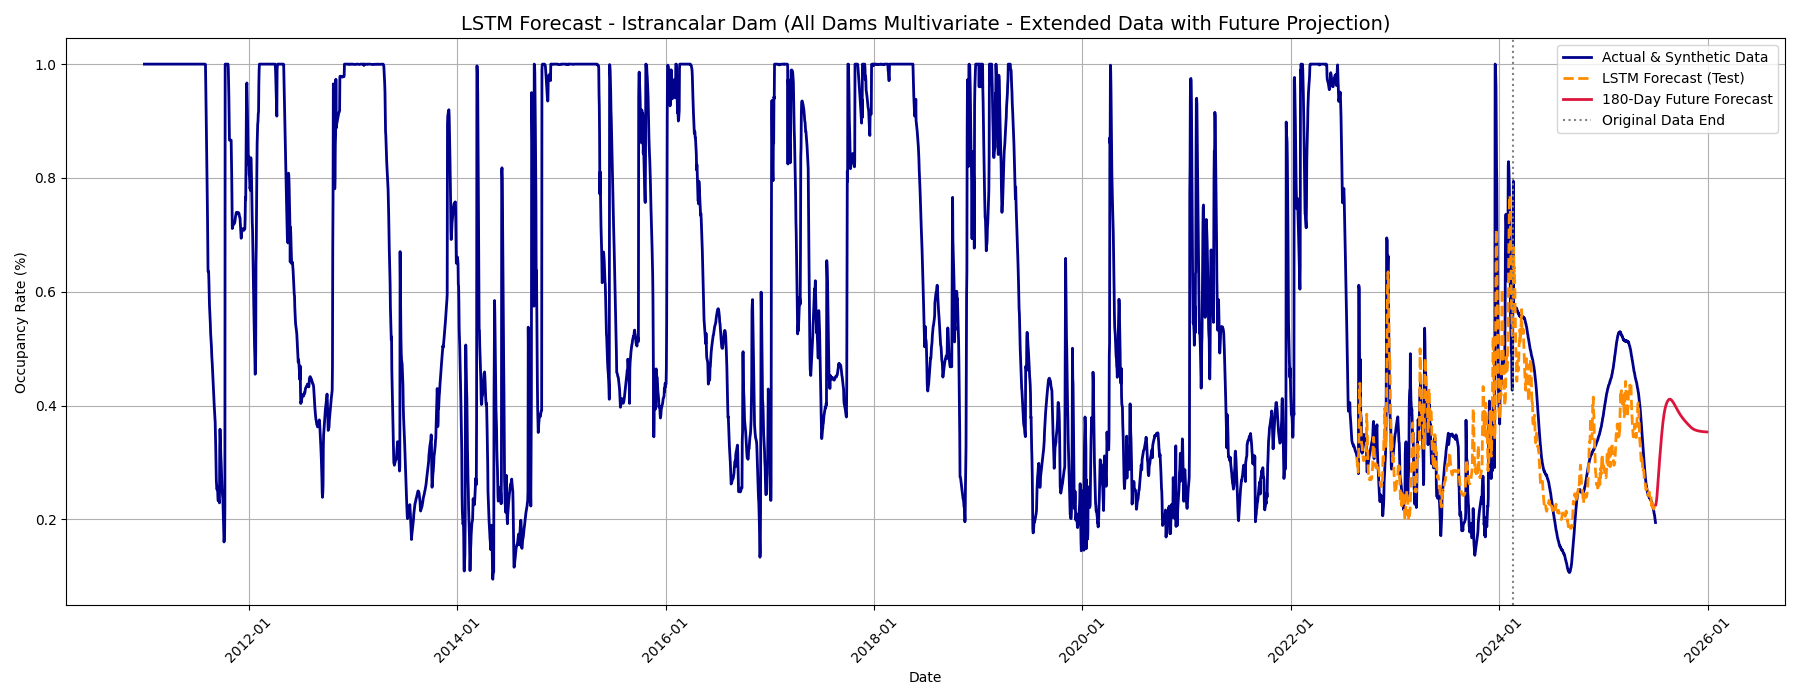 LSTM Forecast - Istrancalar Dam (All Dams Multivariate - Extended Data with Future Projection)
Actual & Synthetic Data
LSTM Forecast (Test)
180-Day Future Forecast
Original Data End
Occupancy Rate (%)
1.0
0.8
0.6
0.4
0.2
2012-01
2014-01
2016-01
2018-01
2020-01
2022-01
2024-01
2026-01
Date